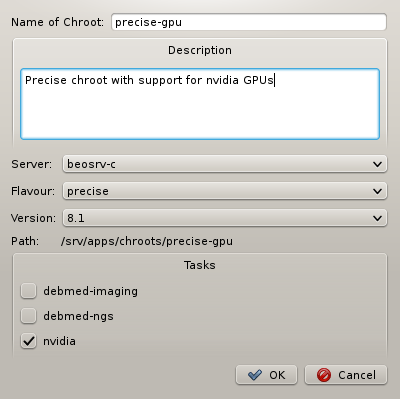 Name of Chroot: precise-gpu
Description
Precise chroot with support for nvidia GPUs
Server: beosrv-c
Flavour: precise
Version: 8.1
Path: /srv/apps/chroots/precise-gpu
Tasks
debmed-imaging
debmed-ngs
nvidia
OK Cancel